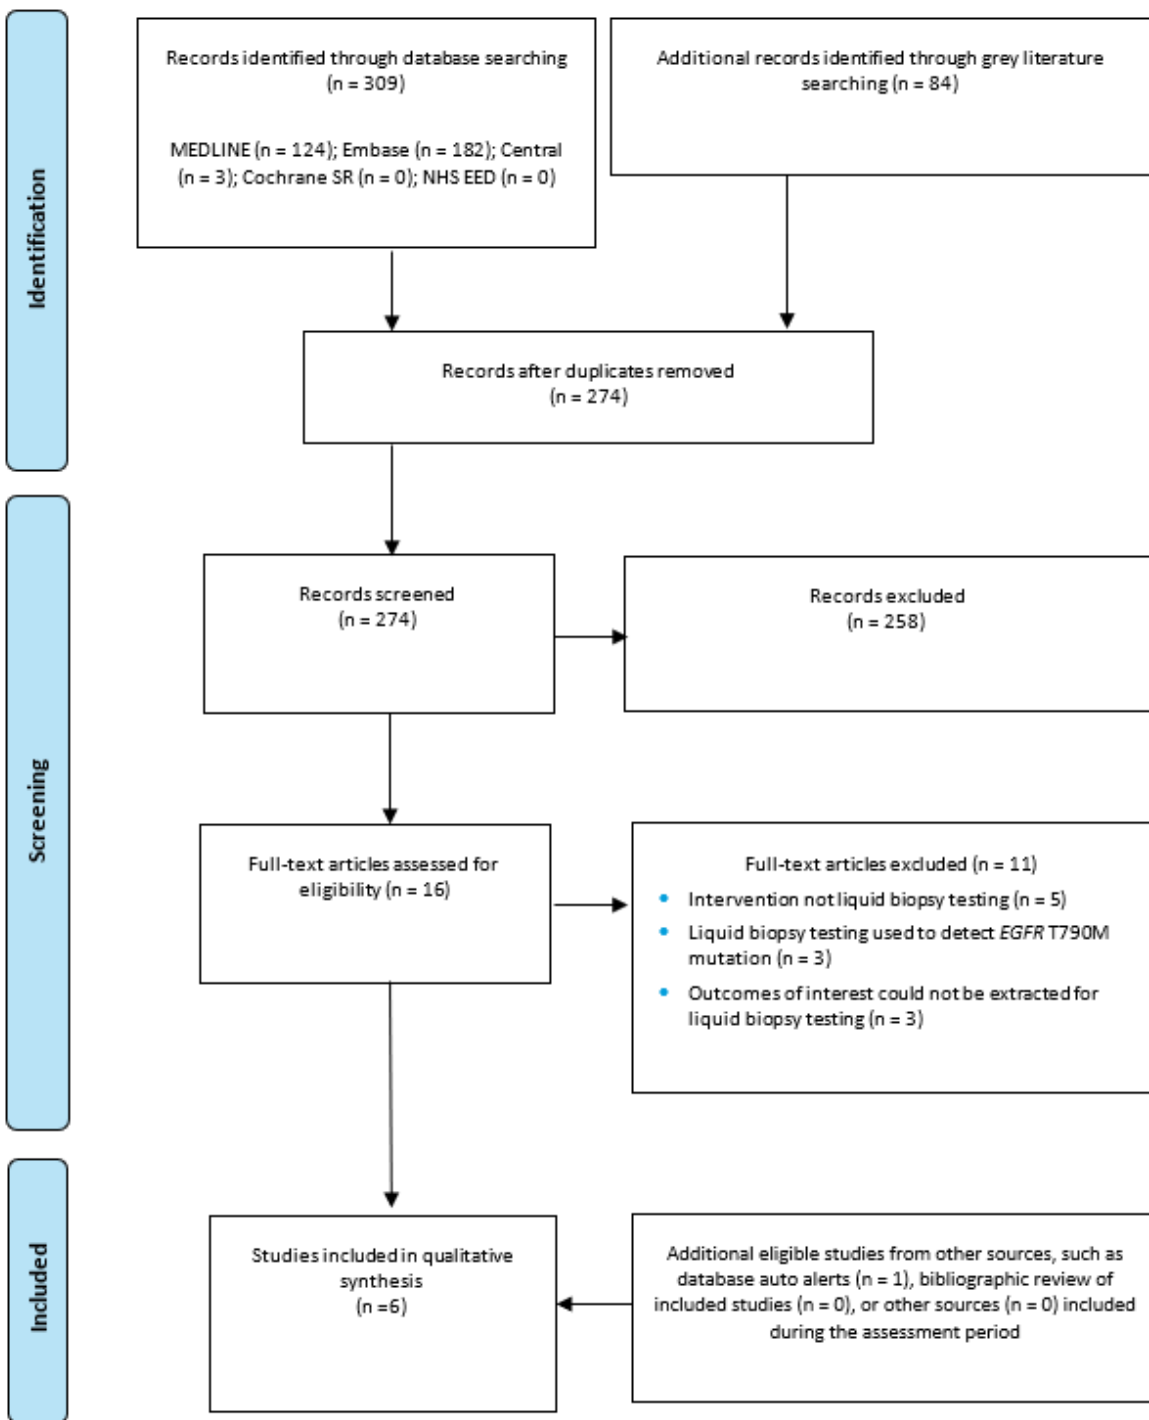 Identification
Records identified through database searching
(n = 309)
MEDLINE (n = 124); Embase (n = 182); Central
(n = 3); Cochrane SR (n = 0); NHS EED (n = 0)
Additional records identified through grey literature
searching (n = 84)
Records after duplicates removed
(n = 274)
Screening
Records screened
(n = 274)
Records excluded
(n = 258)
Full-text articles assessed for
eligibility (n = 16)
Full-text articles excluded (n = 11)
• Intervention not liquid biopsy testing (n = 5)
• Liquid biopsy testing used to detect EGFR T790M
mutation (n = 3)
• Outcomes of interest could not be extracted for
liquid biopsy testing (n = 3)
Included
Studies included in qualitative
synthesis
(n =6)
Additional eligible studies from other sources, such as
database auto alerts (n = 1), bibliographic review of
included studies (n = 0), or other sources (n = 0) included
during the assessment period